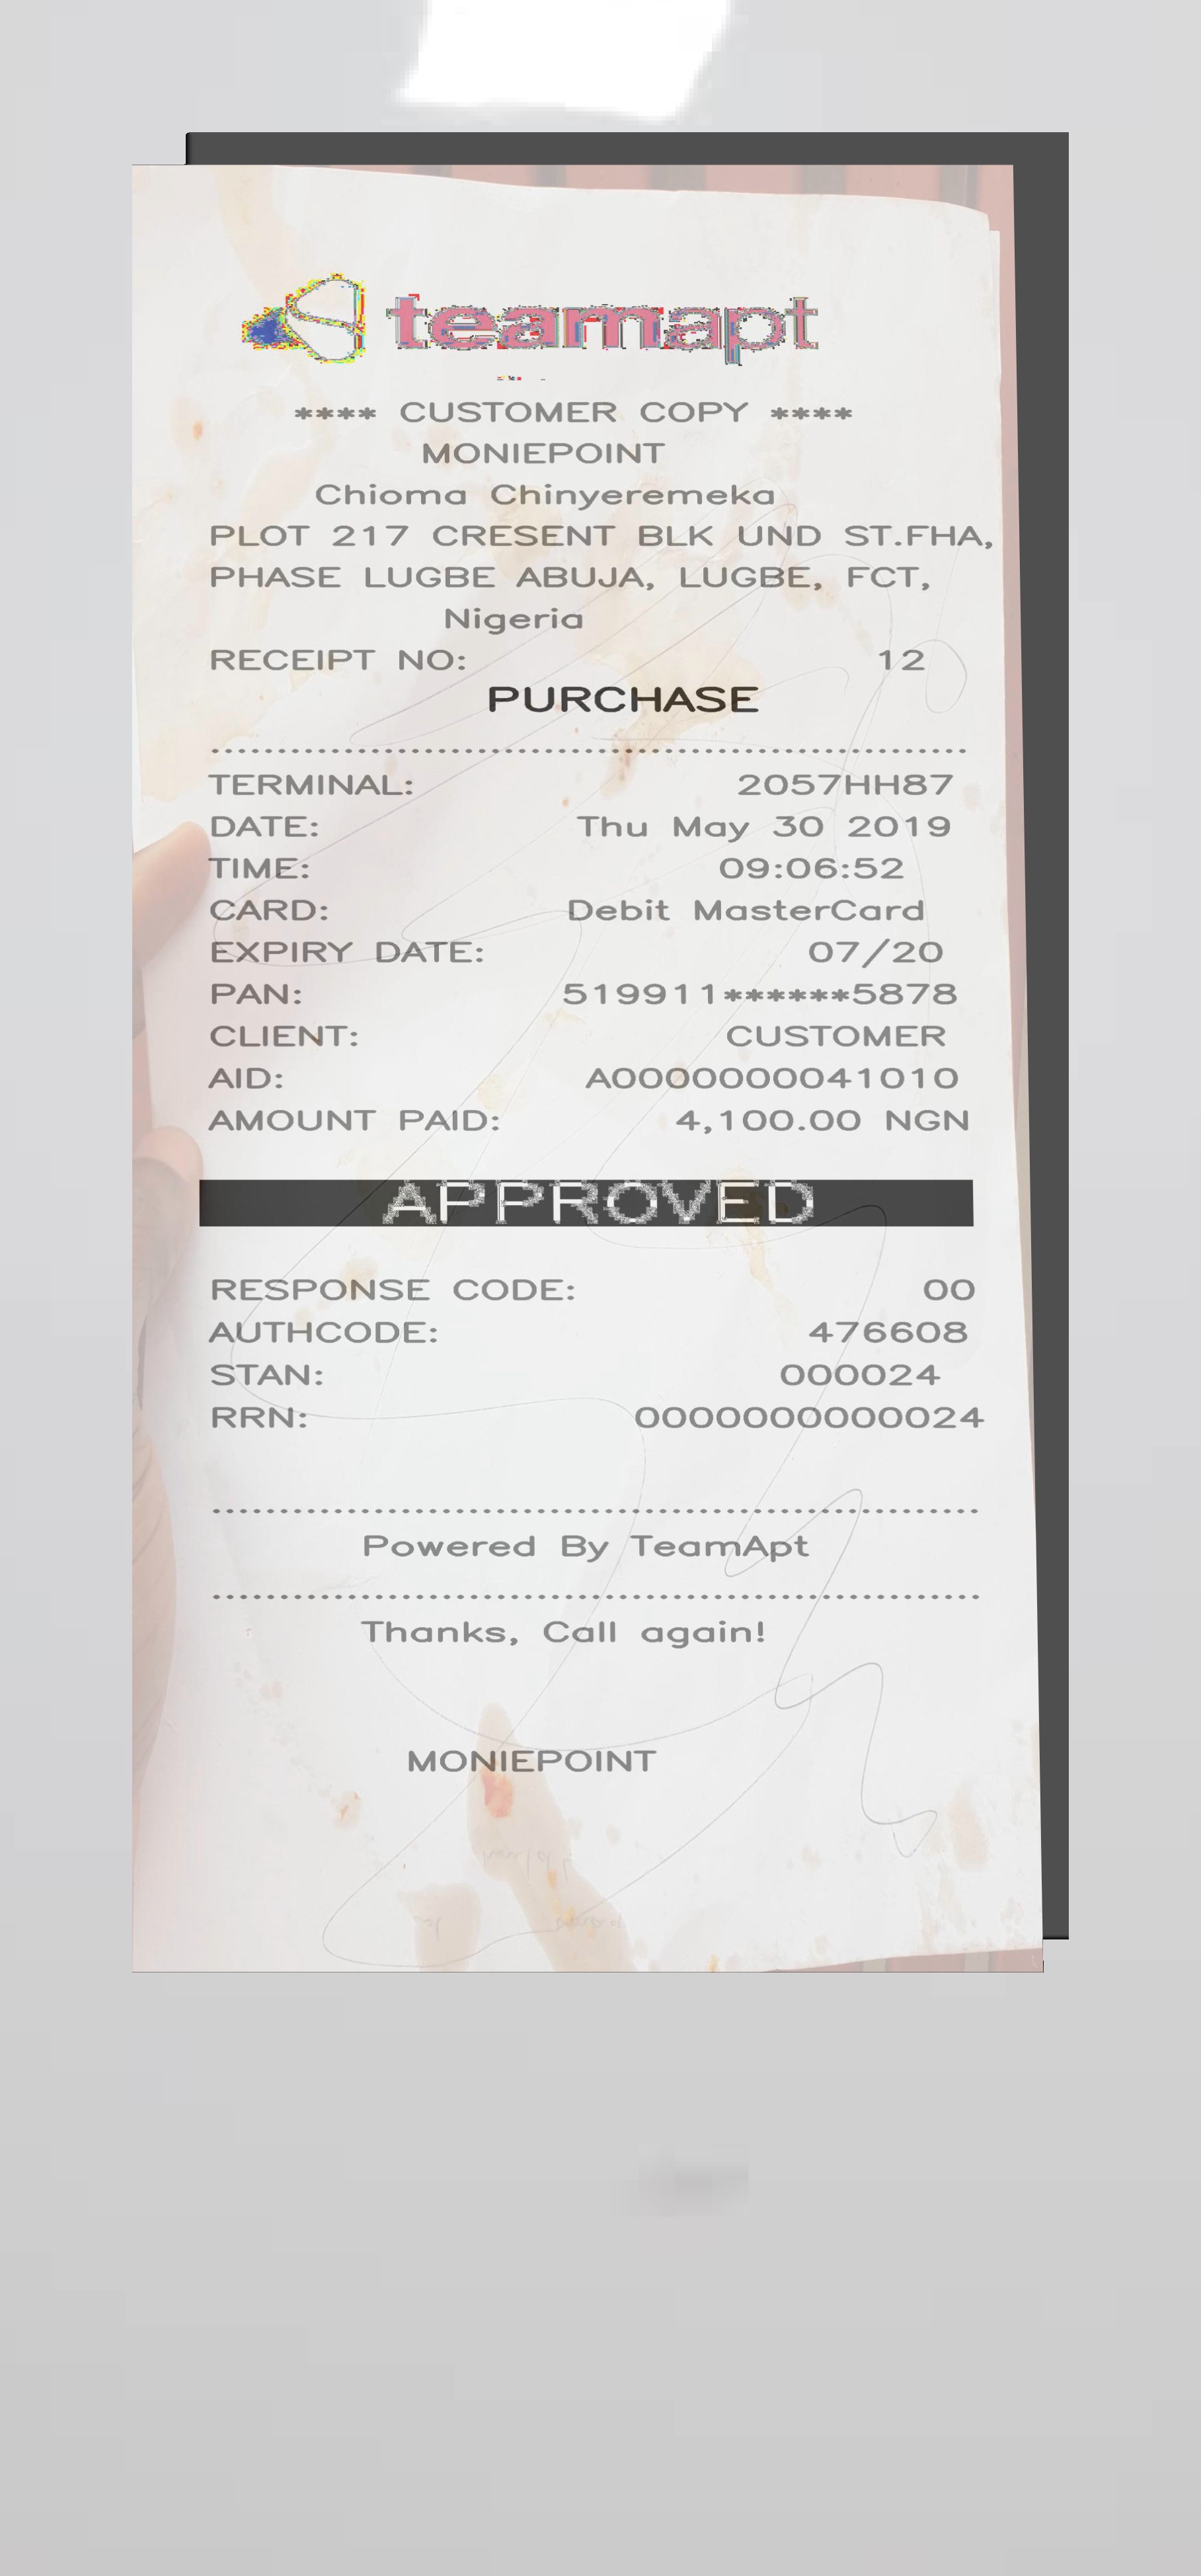 teamapt
**** CUSTOMER COPY ****
MONIEPOINT
Chioma Chinyeremeka
PLOT 217 CRESENT BLK UND ST.FHA,
PHASE LUGBE ABUJA, LUGBE, FCT,
Nigeria
RECEIPT NO: 12
PURCHASE
TERMINAL: 2057HH87
DATE: Thu May 30 2019
TIME: 09:06:52
CARD: Debit MasterCard
EXPIRY DATE: 07/20
PAN: 519911******5878
CLIENT: CUSTOMER
AID: A0000000041010
AMOUNT PAID: 4,100.00 NGN
APPROVED
RESPONSE CODE: 00
AUTHCODE: 476608
STAN: 000024
RRN: 0000000000024
Powered By TeamApt
Thanks, Call again!
MONIEPOINT